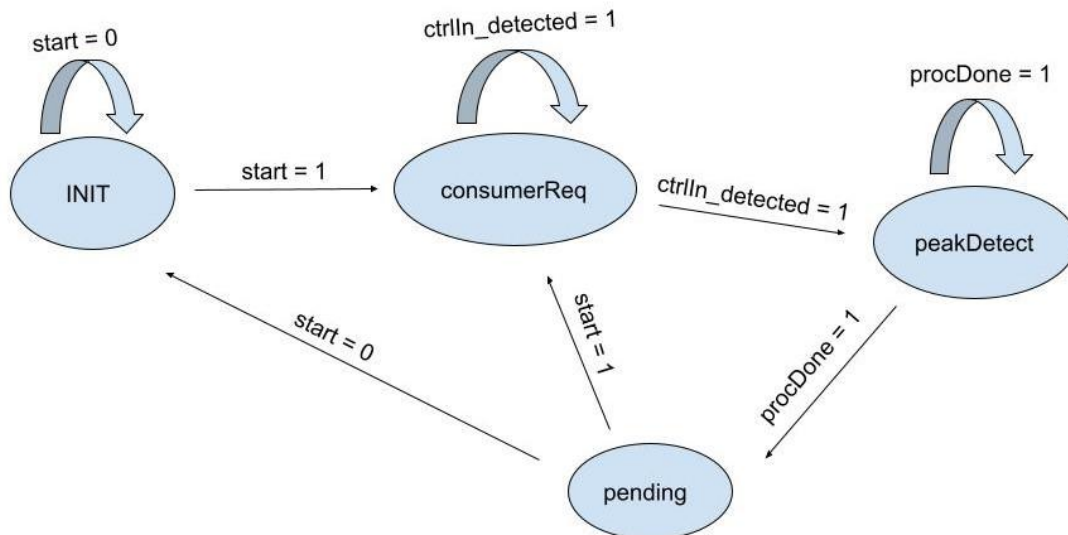 start = 0
ctrlIn_detected = 1
procDone = 1
INIT
start = 1
consumerReq
ctrlIn_detected = 1
peakDetect
start = 0
start = 1
procDone = 1
pending